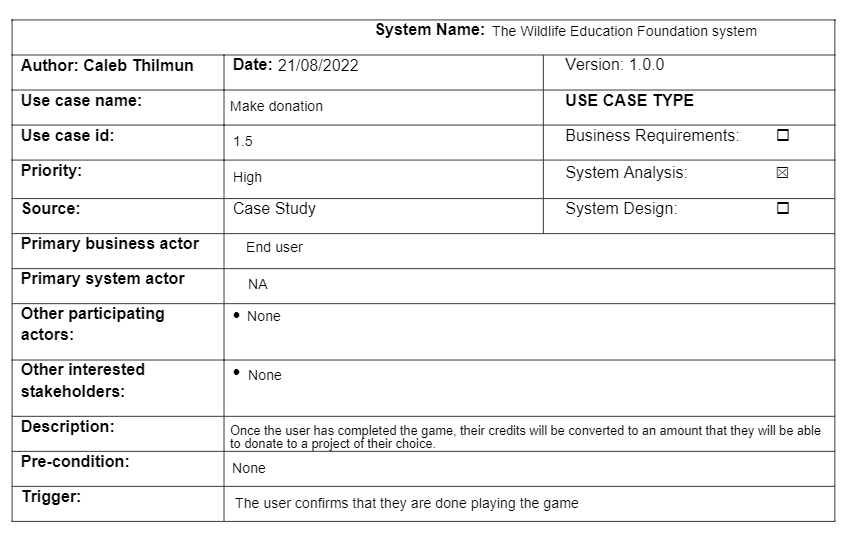 System Name: The Wildlife Education Foundation system
Author: Caleb Thilmun Date: 21/08/2022 Version: 1.0.0
Use case name: Make donation USE CASE TYPE
Use case id: 1.5 Business Requirements: ☐
Priority: High System Analysis: ☒
Source: Case Study System Design: ☐
Primary business actor End user
Primary system actor NA
Other participating
actors:
• None
Other interested
stakeholders:
• None
Description:
Once the user has completed the game, their credits will be converted to an amount that they will be able
to donate to a project of their choice.
Pre-condition: None
Trigger: The user confirms that they are done playing the game